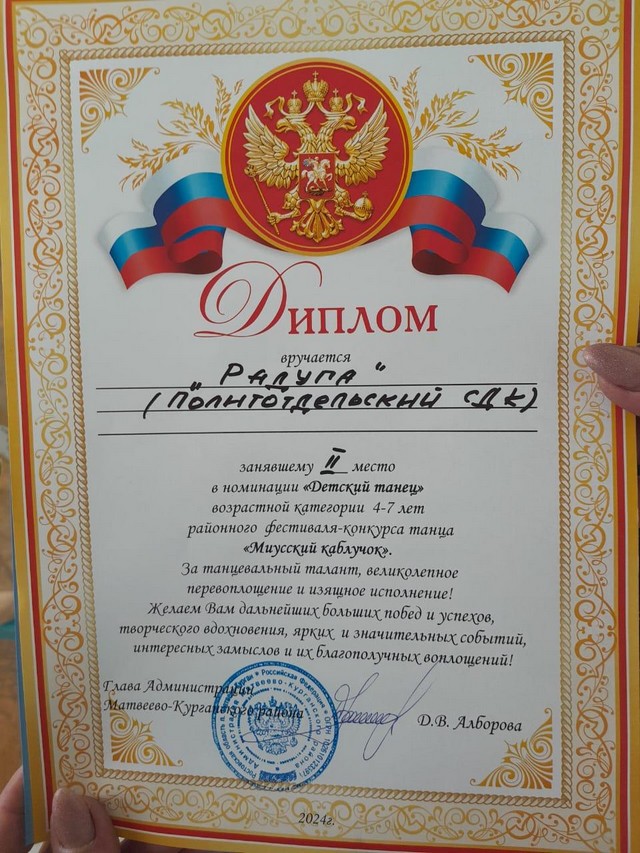 Диплом
вручается
„Радуга“
(Политотдельский СДК)
занявшему II место
в номинации «Детский танец»
возрастной категории 4-7 лет
районного фестиваля-конкурса танца
«Миусский каблучок».
За танцевальный талант, великолепное
перевоплощение и изящное исполнение!
Желаем Вам дальнейших больших побед и успехов,
творческого вдохновения, ярких и значительных событий,
интересных замыслов и их благополучных воплощений!
Глава Администрации
Матвеево-Курганского района
Д.В. Алборова
2024г.